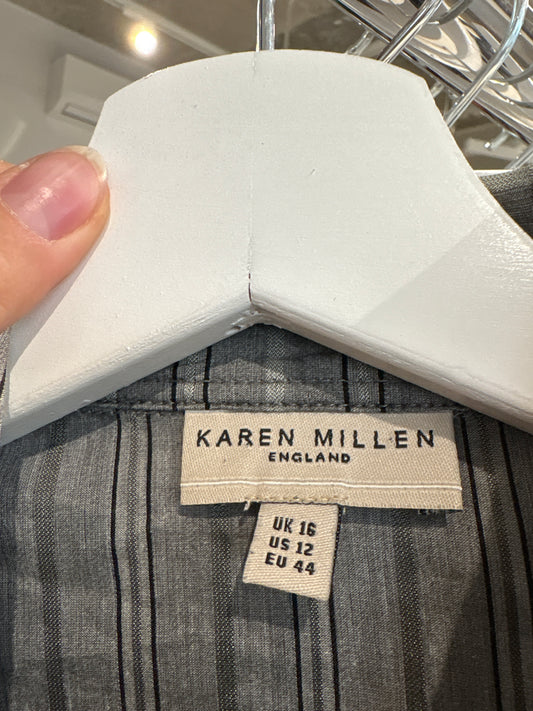 KAREN MILLEN
ENGLAND
UK 16
US 12
EU 44